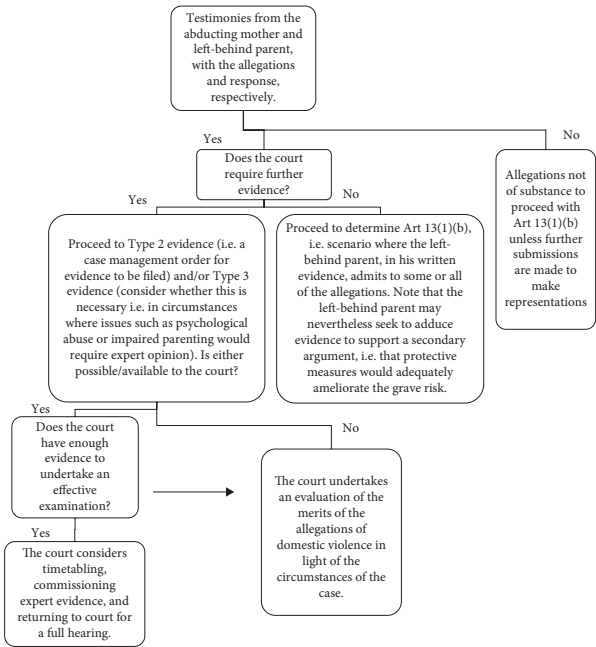 Testimonies from the
abducting mother and
left-behind parent,
with the allegations
and response,
respectively.
Yes
No
Does the court
require further
evidence?
Allegations not
of substance to
proceed with
Art 13(1)(b)
unless further
submissions
are made to
make
representations
Yes
No
Proceed to Type 2 evidence (i.e. a
case management order for
evidence to be filed) and/or Type 3
evidence (consider whether this is
necessary i.e. in circumstances
where issues such as psychological
abuse or impaired parenting would
require expert opinion). Is either
possible/available to the court?
Proceed to determine Art 13(1)(b),
i.e. scenario where the left-
behind parent, in his written
evidence, admits to some or all
of the allegations. Note that the
left-behind parent may
nevertheless seek to adduce
evidence to support a secondary
argument, i.e. that protective
measures would adequately
ameliorate the grave risk.
Yes
No
Does the court
have enough
evidence to
undertake an
effective
examination?
The court undertakes
an evaluation of the
merits of the
allegations of
domestic violence in
light of the
circumstances of the
case.
Yes
The court considers
timetabling,
commissioning
expert evidence, and
returning to court for
a full hearing.